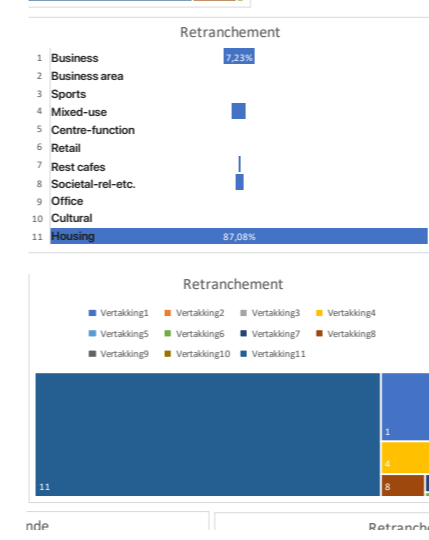 Retranchement
1 Business 7,23%
2 Business area
3 Sports
4 Mixed-use
5 Centre-function
6 Retail
7 Rest cafes
8 Societal-rel-etc.
9 Office
10 Cultural
11 Housing 87,08%
Retranchement
Vertakking1 Vertakking2 Vertakking3 Vertakking4
Vertakking5 Vertakking6 Vertakking7 Vertakking8
Vertakking9 Vertakking10 Vertakking11
1
4
11 8
nde Retranch